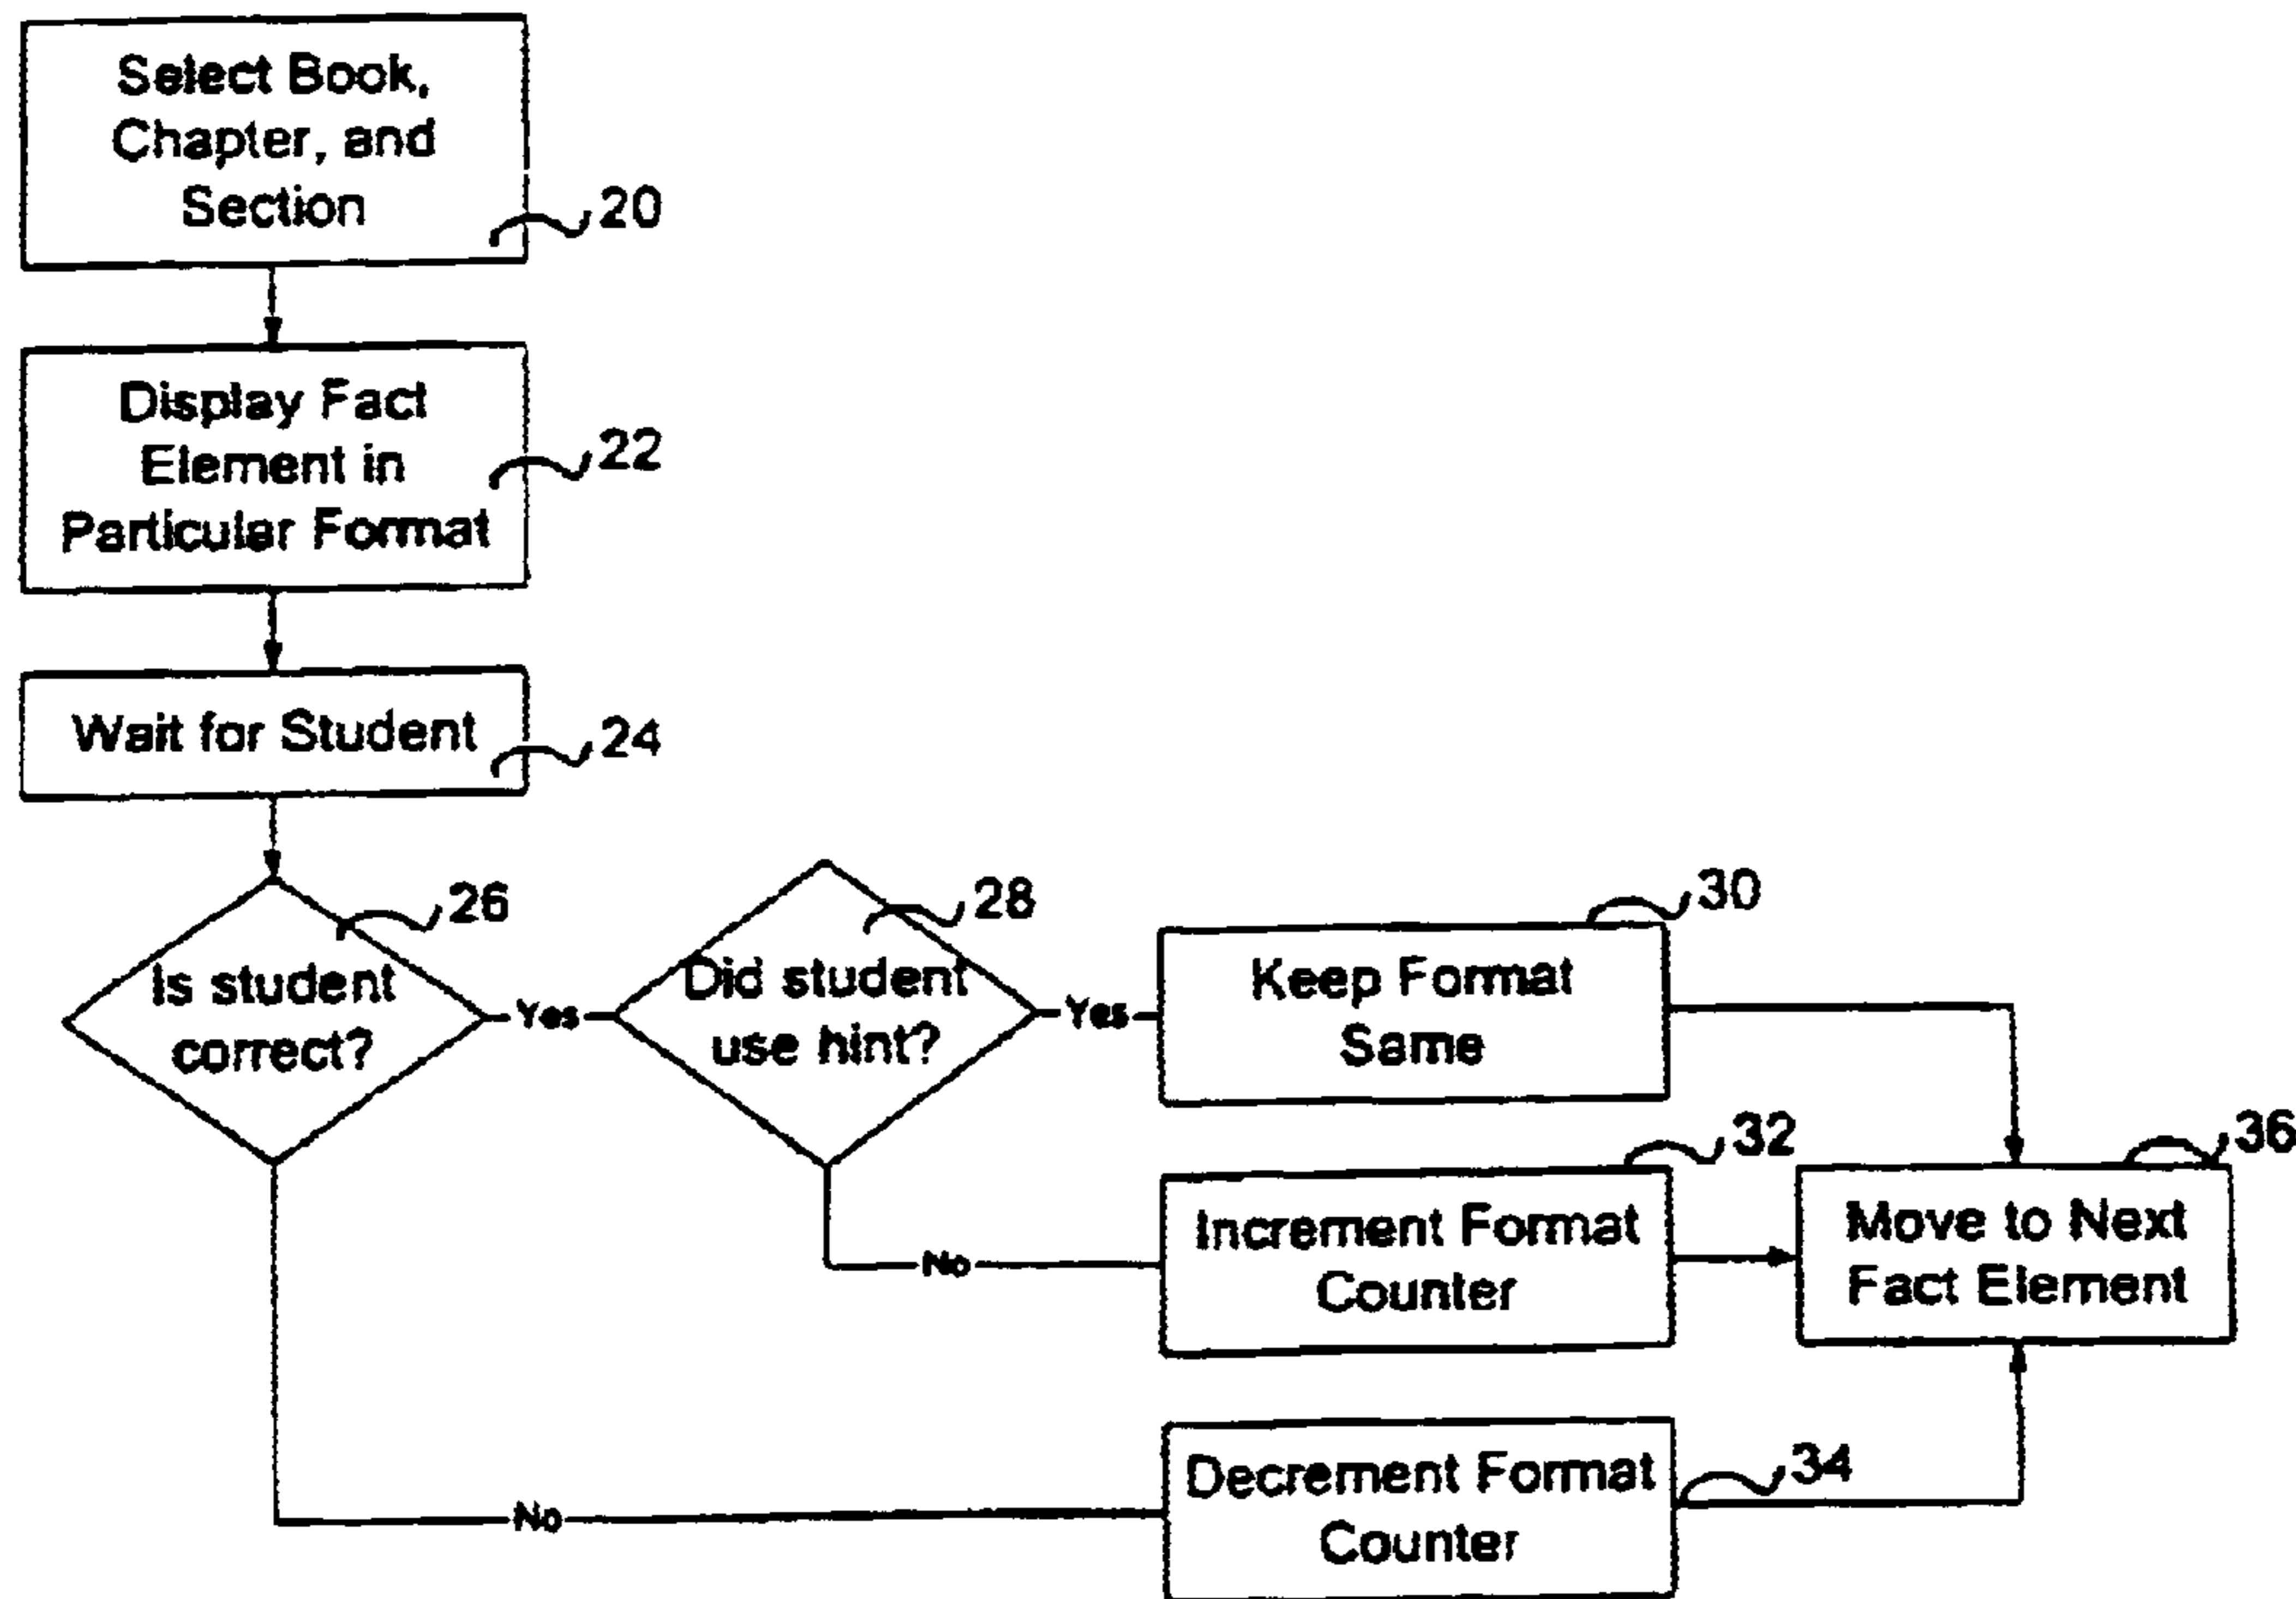 Select Book,
Chapter, and
Section
20
Display Fact
Element in
Particular Format
22
Wait for Student
24
Is student
correct?
26
Yes
Did student
use hint?
28
Yes
Keep Format
Same
30
No
Increment Format
Counter
32
Move to Next
Fact Element
36
No
Decrement Format
Counter
34